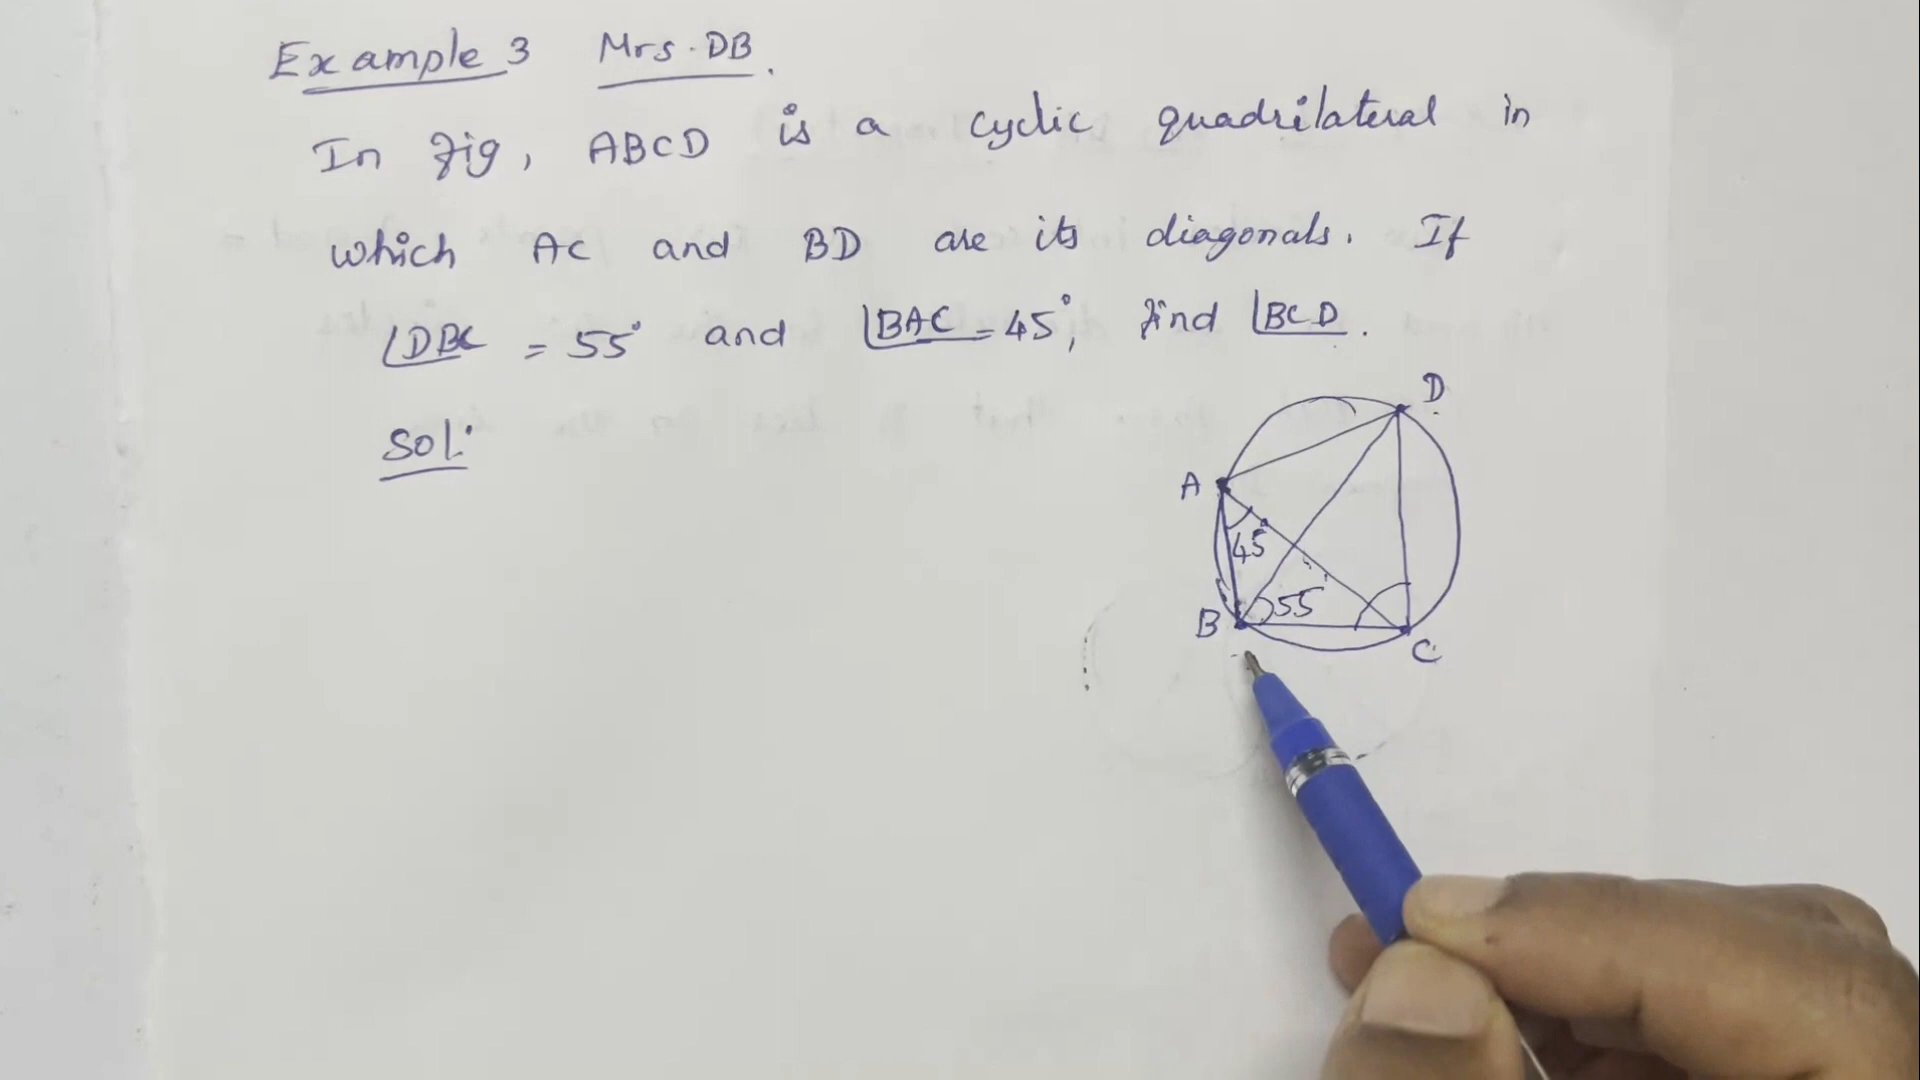 Example 3 Mrs. DB.
In fig, ABCD is a cyclic quadrilateral in
which AC and BD are its diagonals. If
∠DBC = 55° and ∠BAC = 45°, find ∠BCD.
Sol:
D
A
45°
B
55
C